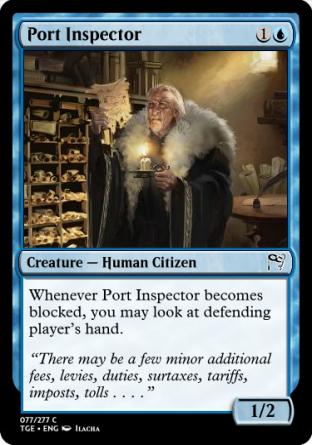 Port Inspector
1
Creature — Human Citizen
Whenever Port Inspector becomes
blocked, you may look at defending
player's hand.
"There may be a few minor additional
fees, levies, duties, surtaxes, tariffs,
imposts, tolls . . . ."
077/277 C
TGE • ENG Ilacha
1/2